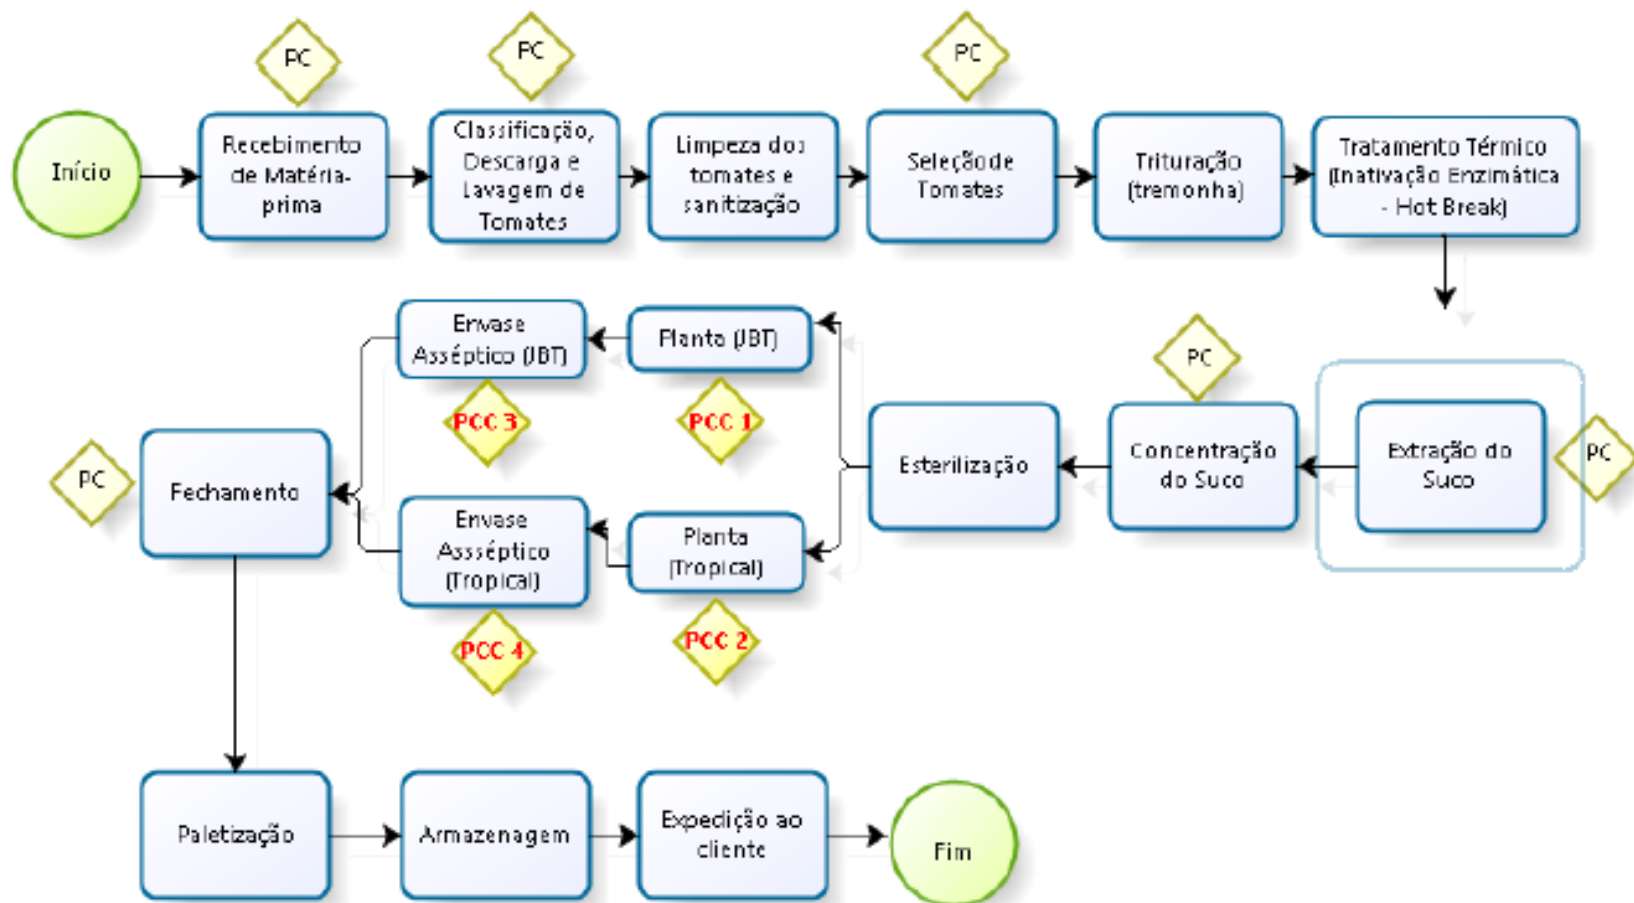 PC
PC
PC
Início
Recebimento
de Matéria-
prima
Classificação,
Descarga e
Lavagem de
Tomates
Limpeza dos
tomates e
sanitização
Seleção de
Tomates
Trituração
(tremonha)
Tratamento Térmico
(Inativação Enzimática
- Hot Break)
Envase
Asséptico (JBT)
Planta (JBT)
PC
PCC 3
PCC 1
PC
Fechamento
Esterilização
Concentração
do Suco
Extração do
Suco
PC
Envase
Assséptico
(Tropical)
Planta
(Tropical)
PCC 4
PCC 2
Paletização
Armazenagem
Expedição ao
cliente
Fim